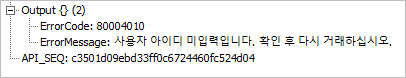 Output {} (2)
ErrorCode: 80004010
ErrorMessage: 사용자 아이디 미입력입니다. 확인 후 다시 거래하십시오.
API_SEQ: c3501d09ebd33ff0c6724460fc524d04